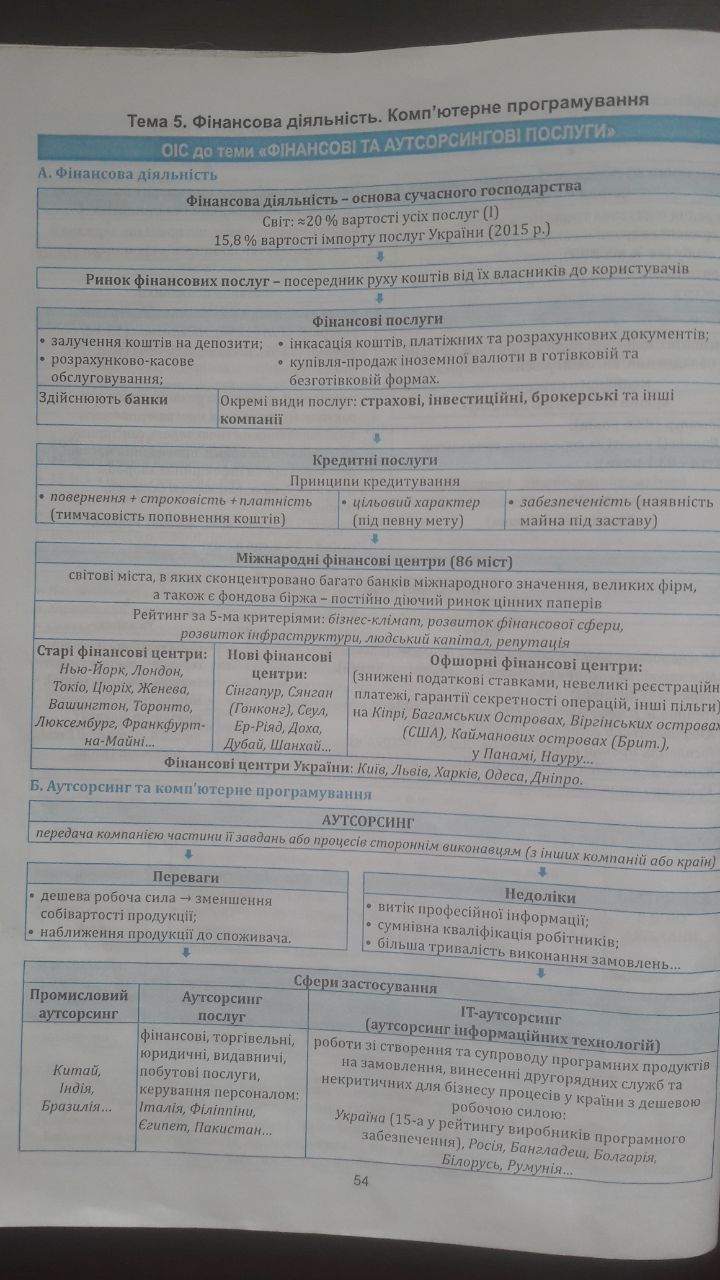 Тема 5. Фінансова діяльність. Комп'ютерне програмування
ОІС до теми «ФІНАНСОВІ ТА АУТСОРСИНГОВІ ПОСЛУГИ»
А. Фінансова діяльність
Фінансова діяльність – основа сучасного господарства
Світ: ≈20 % вартості усіх послуг (І)
15,8 % вартості імпорту послуг України (2015 р.)
Ринок фінансових послуг – посередник руху коштів від їх власників до користувачів
Фінансові послуги
• залучення коштів на депозити;
• розрахунково-касове
обслуговування;
• інкасація коштів, платіжних та розрахункових документів;
• купівля-продаж іноземної валюти в готівковій та
безготівковій формах.
Здійснюють банки
Окремі види послуг: страхові, інвестиційні, брокерські та інші
компанії
Кредитні послуги
Принципи кредитування
• повернення + строковість + платність
(тимчасовість поповнення коштів)
• цільовий характер
(під певну мету)
• забезпеченість (наявність
майна під заставу)
Міжнародні фінансові центри (86 міст)
світові міста, в яких сконцентровано багато банків міжнародного значення, великих фірм,
а також є фондова біржа – постійно діючий ринок цінних паперів
Рейтинг за 5-ма критеріями: бізнес-клімат, розвиток фінансової сфери,
розвиток інфраструктури, людський капітал, репутація
Старі фінансові центри:
Нью-Йорк, Лондон,
Токіо, Цюріх, Женева,
Вашингтон, Торонто,
Люксембург, Франкфурт-
на-Майні...
Нові фінансові
центри:
Сінгапур, Сянган
(Гонконг), Сеул,
Ер-Ріяд, Доха,
Дубай, Шанхай...
Офшорні фінансові центри:
(знижені податкові ставками, невеликі реєстраційн
платежі, гарантії секретності операцій, інші пільги)
на Кіпрі, Багамських Островах, Віргінських островах
(США), Кайманових островах (Брит.),
у Панамі, Науру...
Фінансові центри України: Київ, Львів, Харків, Одеса, Дніпро.
Б. Аутсорсинг та комп'ютерне програмування
АУТСОРСИНГ
передача компанією частини її завдань або процесів стороннім виконавцям (з інших компаній або країн)
Переваги
• дешева робоча сила → зменшення
собівартості продукції;
• наближення продукції до споживача.
Недоліки
• витік професійної інформації;
• сумнівна кваліфікація робітників;
• більша тривалість виконання замовлень...
Сфери застосування
Промисловий
аутсорсинг
Китай,
Індія,
Бразилія...
Аутсорсинг
послуг
фінансові, торгівельні,
юридичні, видавничі,
побутові послуги,
керування персоналом:
Італія, Філіппіни,
Єгипет, Пакистан...
ІТ-аутсорсинг
(аутсорсинг інформаційних технологій)
роботи зі створення та супроводу програмних продуктів
на замовлення, винесенні другорядних служб та
некритичних для бізнесу процесів у країни з дешевою
робочою силою:
Україна (15-а у рейтингу виробників програмного
забезпечення), Росія, Бангладеш, Болгарія,
Білорусь, Румунія...
54